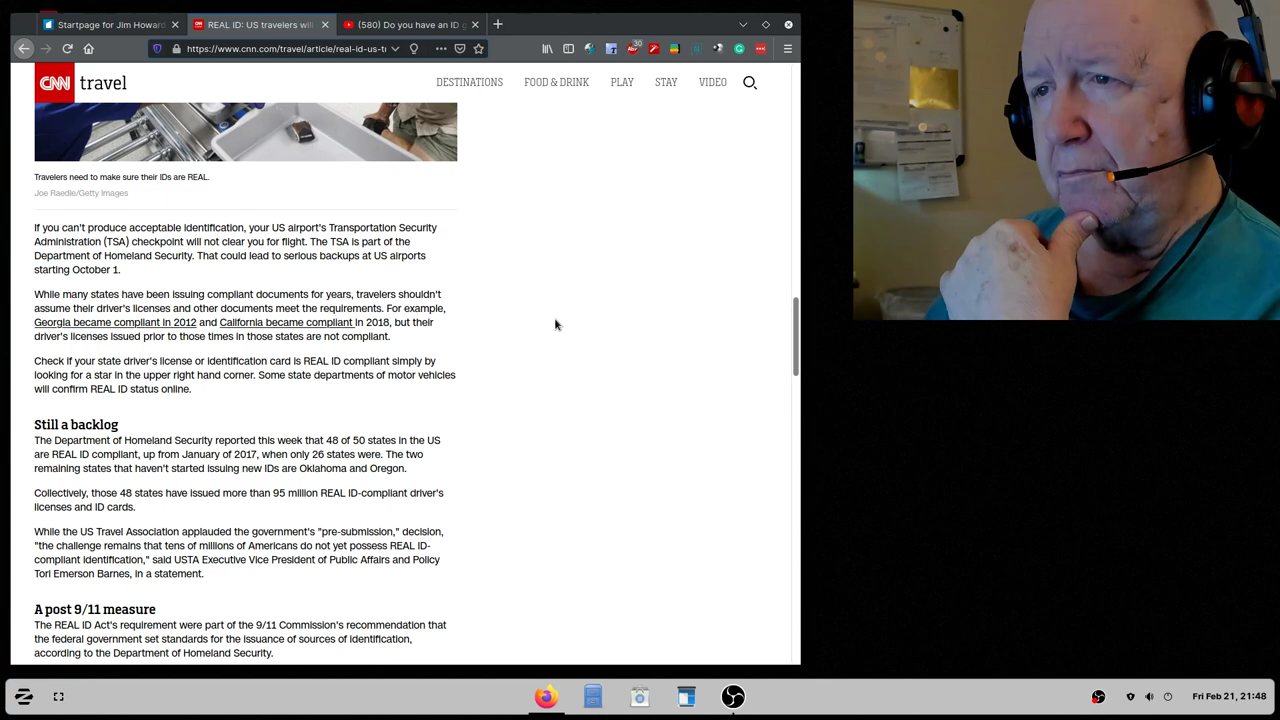 Startpage for Jim Howard
REAL ID: US travelers wil
(580) Do you have an ID
https://www.cnn.com/travel/article/real-id-us-t
30
CNN travel
DESTINATIONS FOOD & DRINK PLAY STAY VIDEO
Travelers need to make sure their IDs are REAL.
Joe Raedle/Getty Images
If you can't produce acceptable identification, your US airport's Transportation Security
Administration (TSA) checkpoint will not clear you for flight. The TSA is part of the
Department of Homeland Security. That could lead to serious backups at US airports
starting October 1.
While many states have been issuing compliant documents for years, travelers shouldn't
assume their driver's licenses and other documents meet the requirements. For example,
Georgia became compliant in 2012 and California became compliant in 2018, but their
driver's licenses issued prior to those times in those states are not compliant.
Check if your state driver's license or identification card is REAL ID compliant simply by
looking for a star in the upper right hand corner. Some state departments of motor vehicles
will confirm REAL ID status online.
Still a backlog
The Department of Homeland Security reported this week that 48 of 50 states in the US
are REAL ID compliant, up from January of 2017, when only 26 states were. The two
remaining states that haven't started issuing new IDs are Oklahoma and Oregon.
Collectively, those 48 states have issued more than 95 million REAL ID-compliant driver's
licenses and ID cards.
While the US Travel Association applauded the government's "pre-submission," decision,
"the challenge remains that tens of millions of Americans do not yet possess REAL ID-
compliant identification," said USTA Executive Vice President of Public Affairs and Policy
Tori Emerson Barnes, in a statement.
A post 9/11 measure
The REAL ID Act's requirement were part of the 9/11 Commission's recommendation that
the federal government set standards for the issuance of sources of identification,
according to the Department of Homeland Security.
Fri Feb 21, 21:48